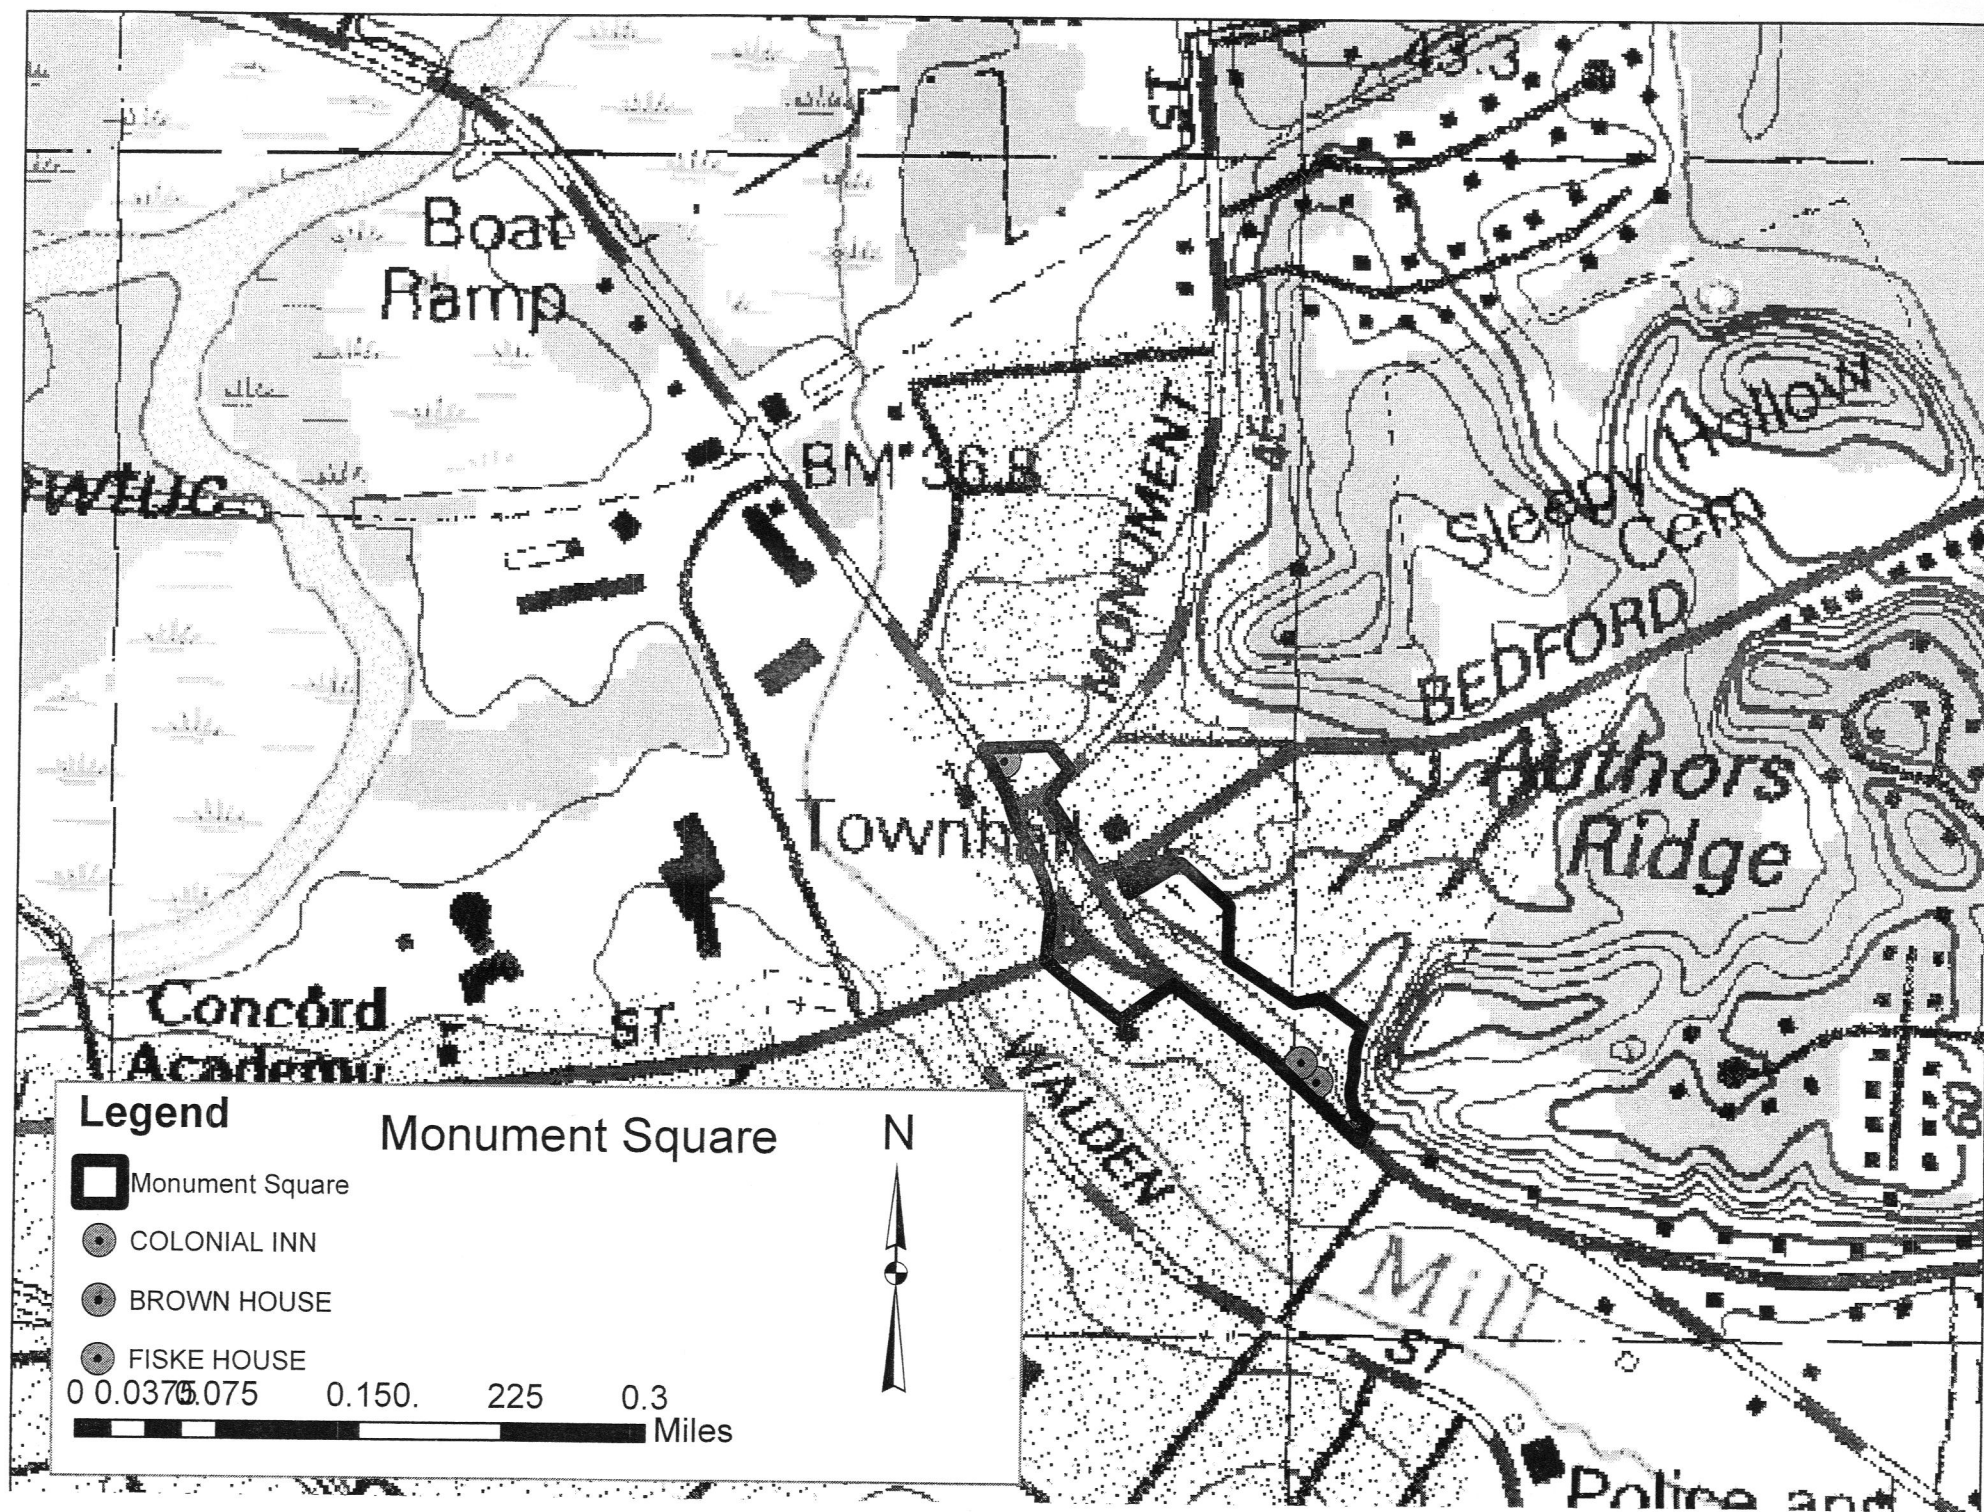 43.3
ST
Boat
Ramp
Hollow
BM 36.8
MONUMENT
Sleepy
Cem
BEDFORD
Authors
Ridge
Townhall
Concord
Academy
ST
WALDEN
Mill
ST
Police and
Legend
Monument Square
N
Monument Square
COLONIAL INN
BROWN HOUSE
FISKE HOUSE
0 0.0375 0.075 0.150. 225 0.3
Miles